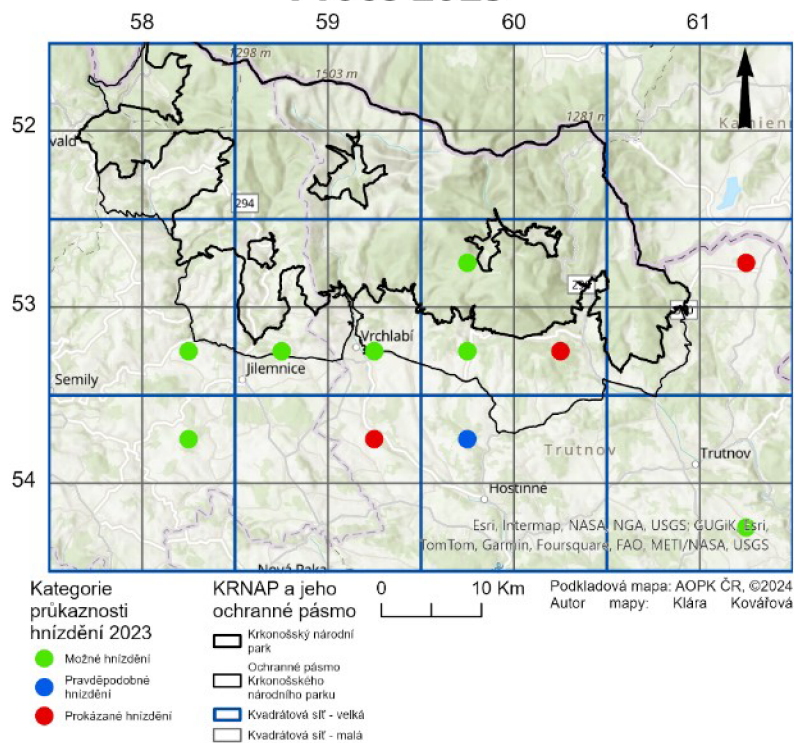 58 59 60 61
1298 m
1503 m
1281 m
52
vald
294
53
Vrchlabí
Semily
Jilemnice
54
Trutnov
Trutnov
Hostinné
Esri, Intermap, NASA, NGA, USGS; GUGiK, Esri,
TomTom, Garmin, Foursquare, FAO, METI/NASA, USGS
Nová Paka
Kategorie
průkaznosti
hnízdění 2023
Možné hnízdění
Pravděpodobné
hnízdění
Prokázané hnízdění
KRNAP a jeho
ochranné pásmo
Krkonošský národní
park
Ochranné pásmo
Krkonošského
národního parku
Kvadrátová síť - velká
Kvadrátová síť - malá
0 10 Km
Podkladová mapa: AOPK ČR, ©2024
Autor mapy: Klára Kovářová